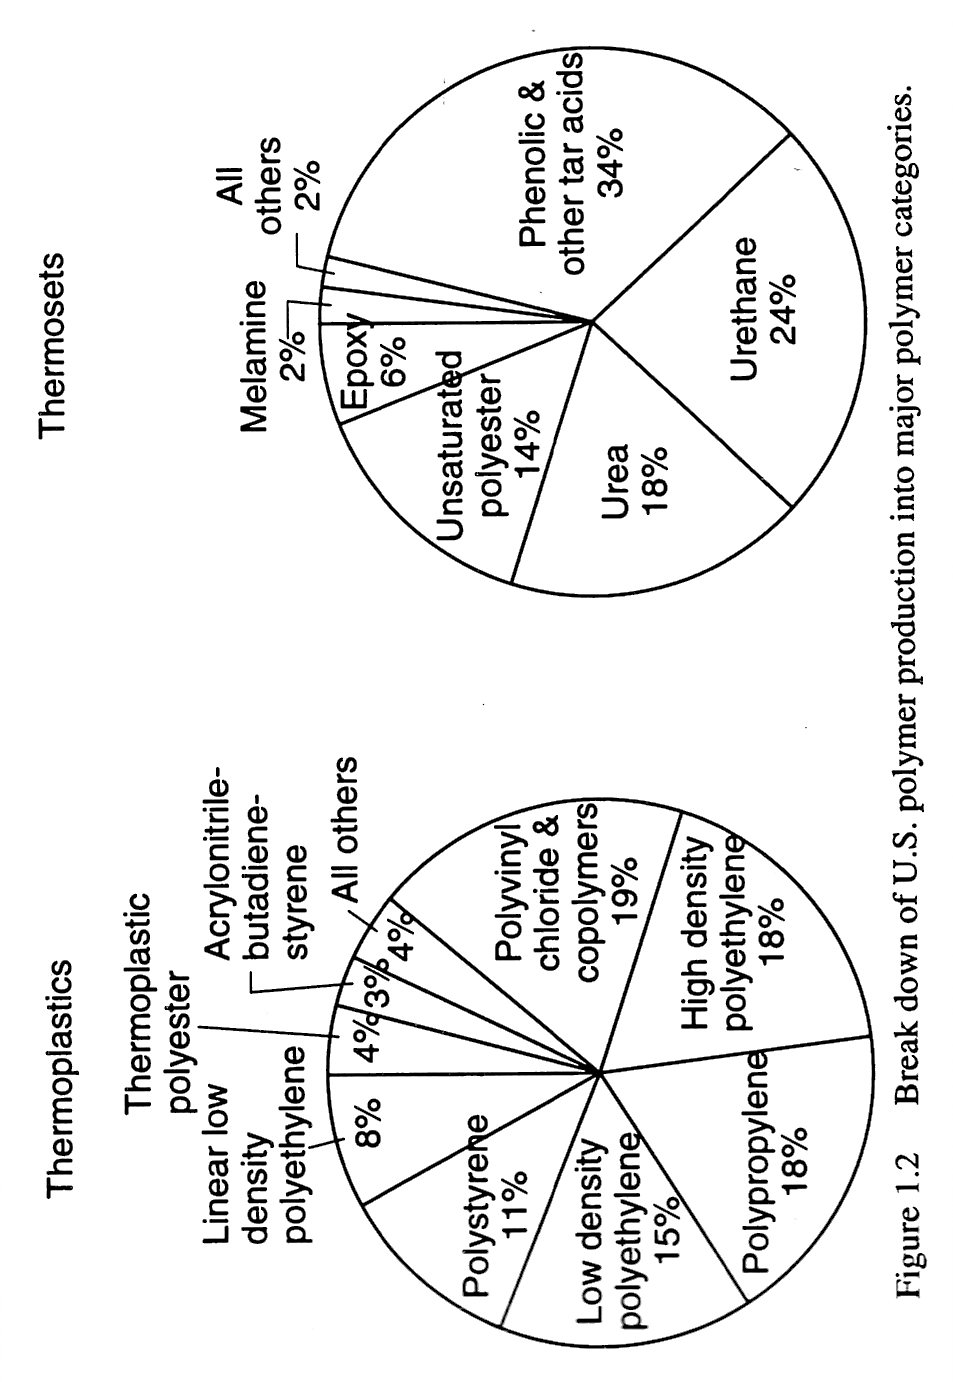 Thermoplastics
Thermoplastic
polyester
Acrylonitrile-
butadiene-
styrene
Linear low
density
polyethylene
All others
8%
4%
3%
4%
Polystyrene
11%
Polyvinyl
chloride &
copolymers
19%
Low density
polyethylene
15%
High density
polyethylene
18%
Polypropylene
18%
Thermosets
Melamine
2%
All
others
2%
Epoxy
6%
Unsaturated
polyester
14%
Phenolic &
other tar acids
34%
Urea
18%
Urethane
24%
Figure 1.2 Break down of U.S. polymer production into major polymer categories.